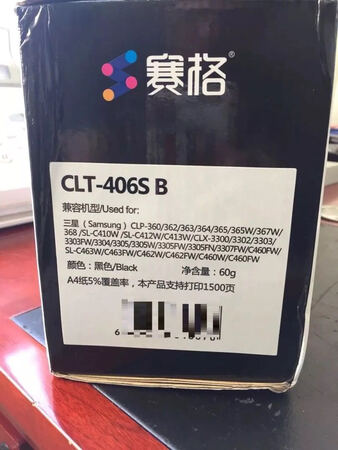 赛格®
CLT-406S B
兼容机型/Used for:
三星（Samsung）CLP-360/362/363/364/365/365W/367W/
368 /SL-C410W /SL-C412W/C413W/CLX-3300/3302/3303/
3303FW/3304/3305/3305W/3305FW/3305FN/3307FW/C460FW/
SL-C463W/C463FW/C462W/C462FW/C460W/C460FW
颜色：黑色/Black 净含量：60g
A4纸5%覆盖率，本产品支持打印1500页